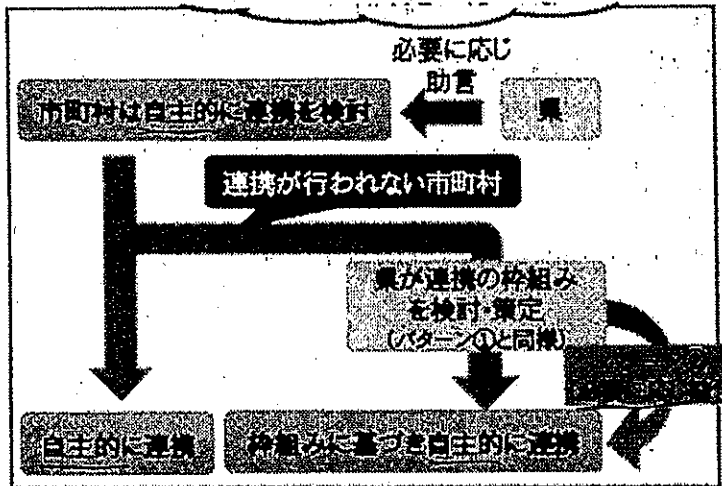 必要に応じ
助言
市町村は自主的に連携を検討
県
連携が行われない市町村
県が連携の枠組み
を検討・策定
(パターン①と同様)
自主的に連携
枠組みに基づき自主的に連携